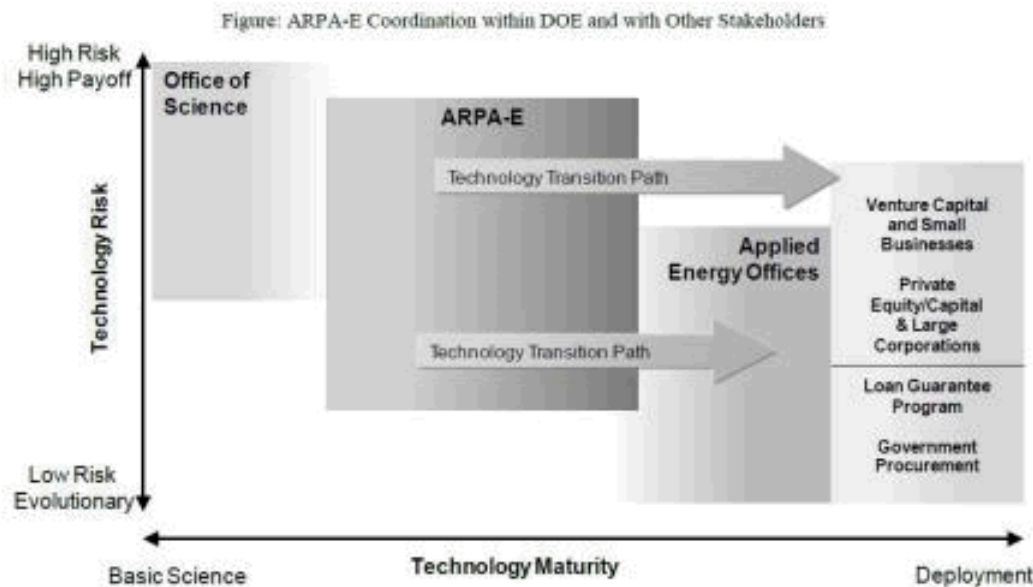 Figure: ARPA-E Coordination within DOE and with Other Stakeholders
High Risk
High Payoff
Office of
Science
ARPA-E
Technology Transition Path
Venture Capital
and Small
Businesses
Technology Risk
Applied
Energy Offices
Private
Equity/Capital
& Large
Corporations
Technology Transition Path
Loan Guarantee
Program
Government
Procurement
Low Risk
Evolutionary
Basic Science
Technology Maturity
Deployment